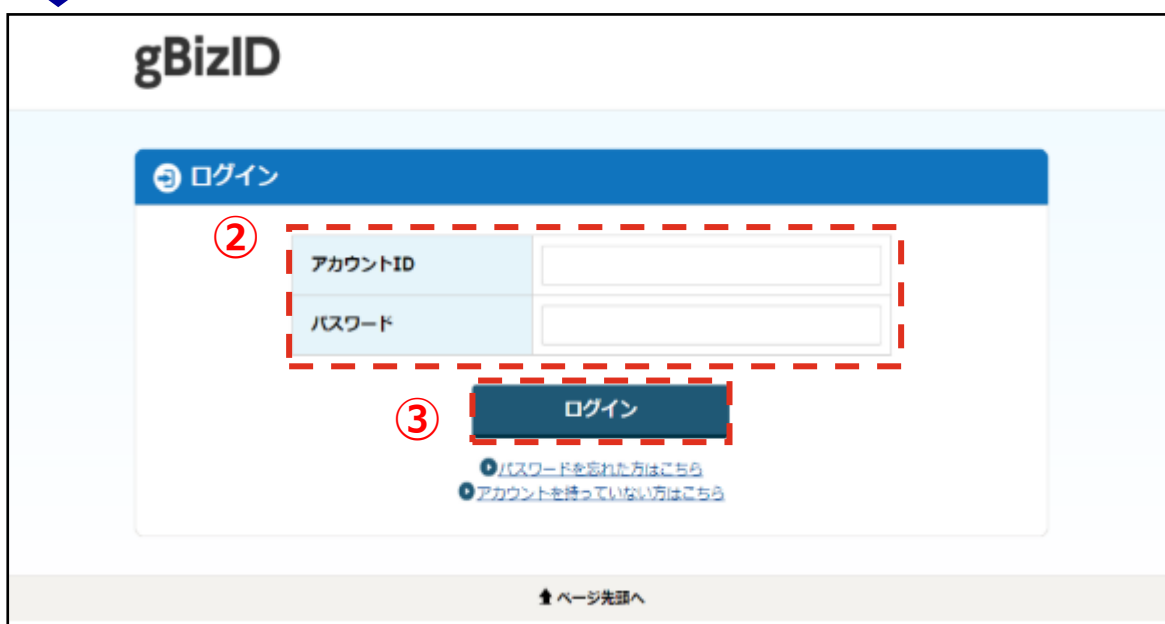 gBizID
ログイン
②
アカウントID
パスワード
③
ログイン
パスワードを忘れた方はこちら
アカウントを持っていない方はこちら
ページ先頭へ